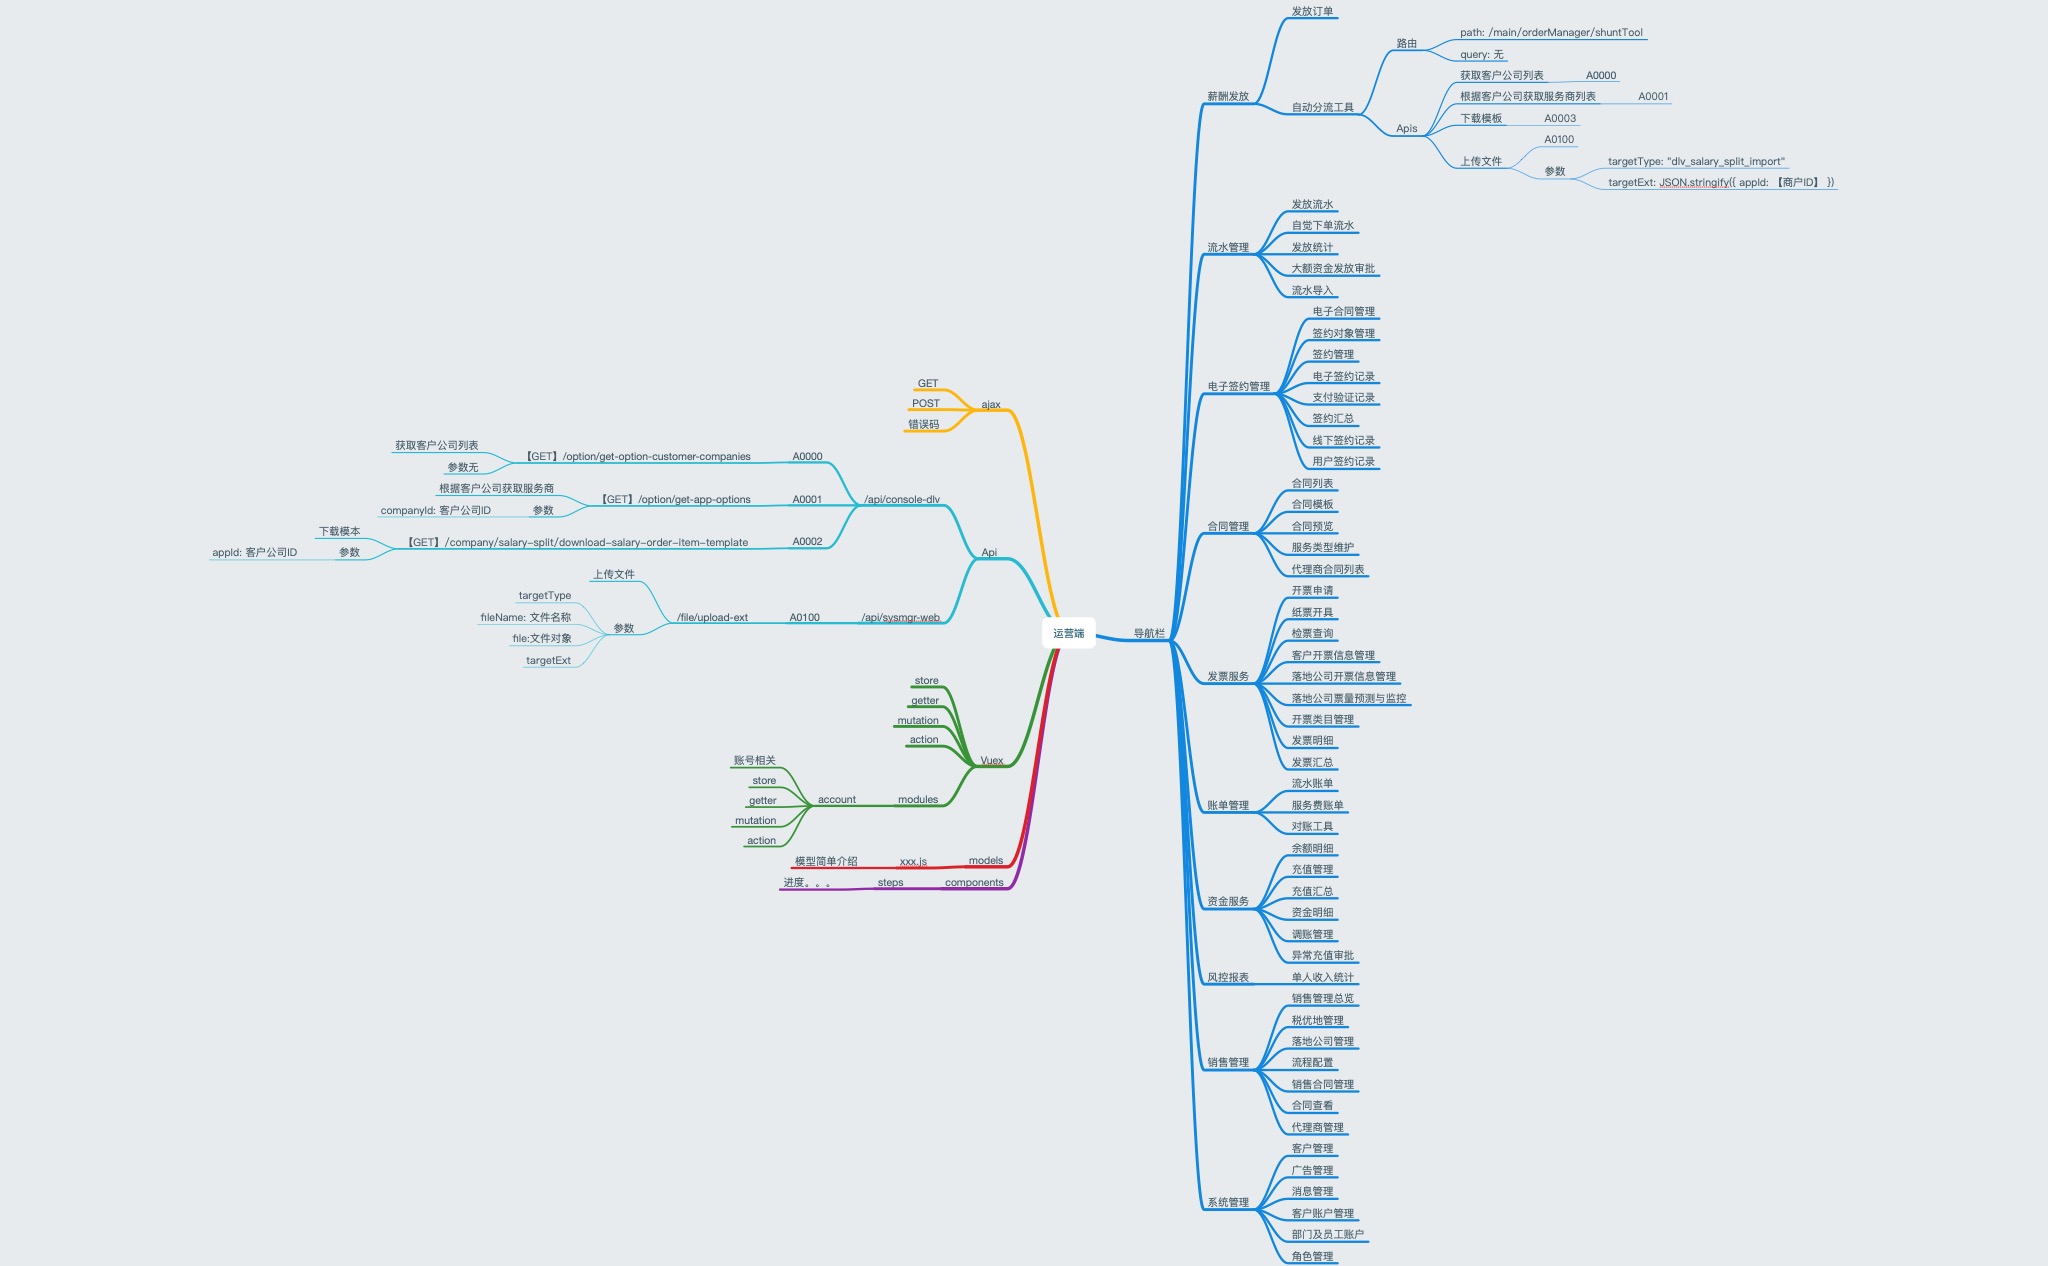 运营端
ajax
GET
POST
错误码
Api
/api/console-dlv
A0000
【GET】/option/get-option-customer-companies
获取客户公司列表
参数无
A0001
【GET】/option/get-app-options
根据客户公司获取服务商
参数
companyId: 客户公司ID
A0002
【GET】/company/salary-split/download-salary-order-item-template
下载模本
参数
appId: 客户公司ID
/api/sysmgr-web
A0100
/file/upload-ext
上传文件
参数
targetType
fileName: 文件名称
file:文件对象
targetExt
Vuex
store
getter
mutation
action
modules
account
账号相关
store
getter
mutation
action
models
xxx.js
模型简单介绍
components
steps
进度。。。
导航栏
薪酬发放
发放订单
自动分流工具
路由
path: /main/orderManager/shuntTool
query: 无
Apis
获取客户公司列表
A0000
根据客户公司获取服务商列表
A0001
下载模板
A0003
上传文件
A0100
参数
targetType: "dlv_salary_split_import"
targetExt: JSON.stringify({ appId: 【商户ID】 })
流水管理
发放流水
自觉下单流水
发放统计
大额资金发放审批
流水导入
电子签约管理
电子合同管理
签约对象管理
签约管理
电子签约记录
支付验证记录
签约汇总
线下签约记录
用户签约记录
合同管理
合同列表
合同模板
合同预览
服务类型维护
代理商合同列表
发票服务
开票申请
纸票开具
检票查询
客户开票信息管理
落地公司开票信息管理
落地公司票量预测与监控
开票类目管理
发票明细
发票汇总
账单管理
流水账单
服务费账单
对账工具
资金服务
余额明细
充值管理
充值汇总
资金明细
调账管理
异常充值审批
风控报表
单人收入统计
销售管理
销售管理总览
税优地管理
落地公司管理
流程配置
销售合同管理
合同查看
代理商管理
系统管理
客户管理
广告管理
消息管理
客户账户管理
部门及员工账户
角色管理